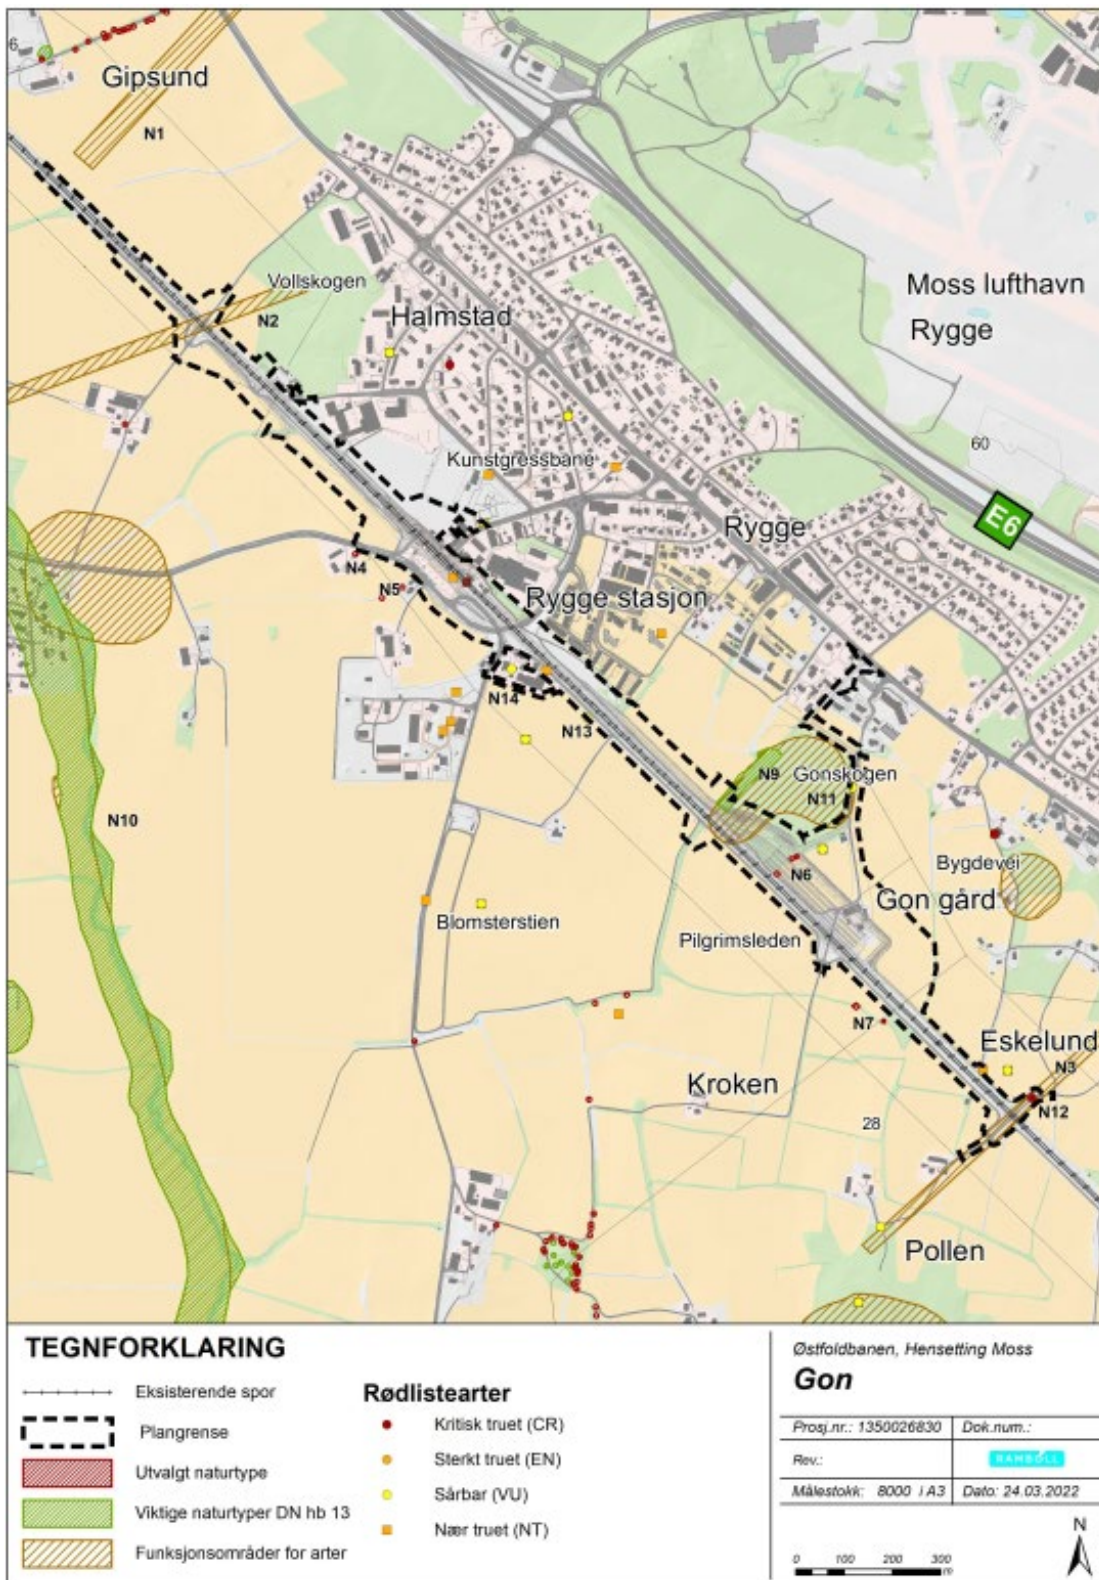 6
Gipsund
N1
Vollskogen
N2
Halmstad
1
Moss lufthavn
Rygge
60
E6
Kunstgressbane
Rygge
N4
N5
Rygge stasjon
N14
N13
N9
Gonskogen
N11
N10
Bygdevei
N6
Gon gård
Blomsterstien
Pilgrimsleden
N7
Eskelund
N3
Kroken
N12
28
Pollen
TEGNFORKLARING
Eksisterende spor
Plangrense
Utvalgt naturtype
Viktige naturtyper DN hb 13
Funksjonsområder for arter
Rødlistearter
Kritisk truet (CR)
Sterkt truet (EN)
Sårbar (VU)
Nær truet (NT)
Østfoldbanen, Hensetting Moss
Gon
Prosj.nr.: 1350026830 Dok.num.:
Rev.: RAMBOLL
Målestokk: 8000 i A3 Dato: 24.03.2022
N
0 100 200 300
m